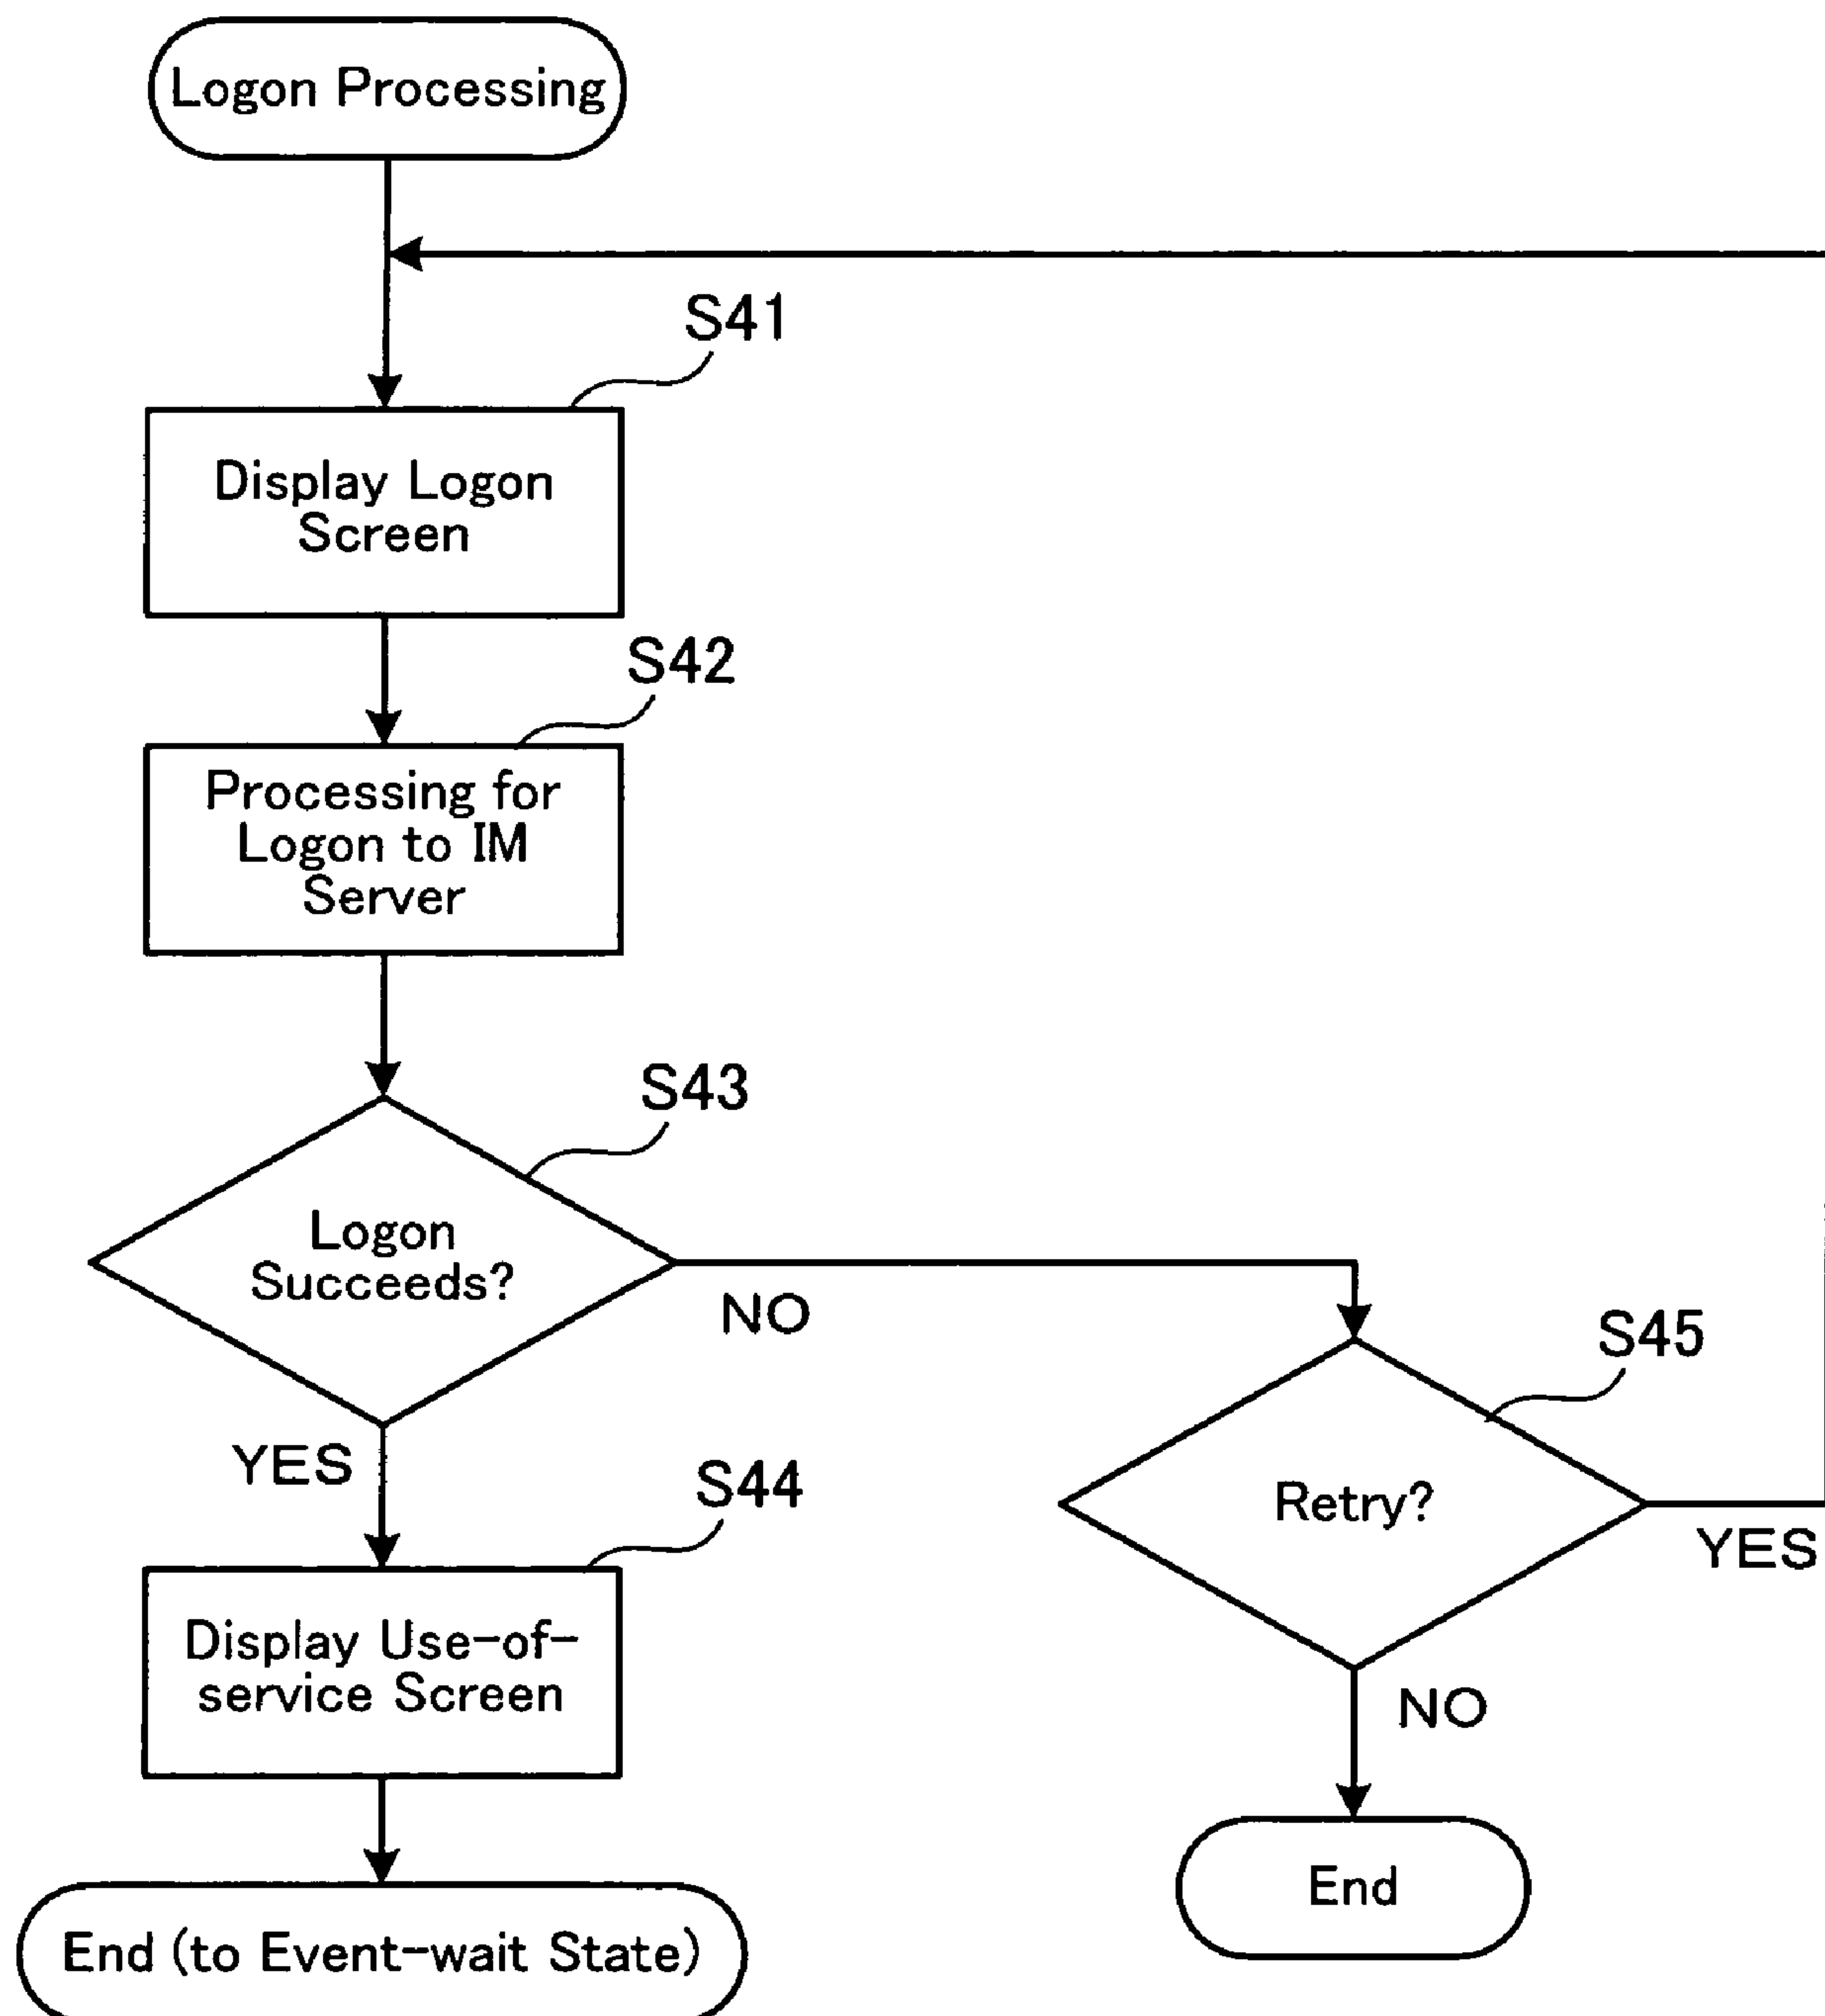 Logon Processing
S41
Display Logon
Screen
S42
Processing for
Logon to IM
Server
S43
Logon
Succeeds?
NO
S45
Retry?
YES
YES
S44
Display Use-of-
service Screen
NO
End
End (to Event-wait State)